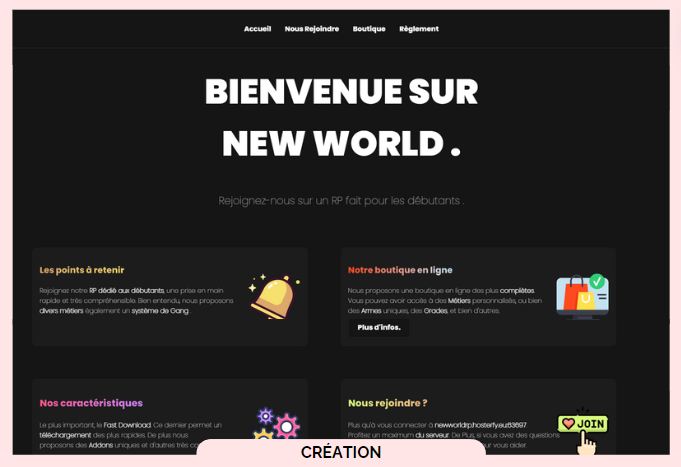 Accueil Nous Rejoindre Boutique Règlement
BIENVENUE SUR
NEW WORLD .
Rejoignez-nous sur un RP fait pour les débutants .
Les points à retenir
Rejoignez notre RP dédié aux débutants, une prise en main
rapide et très compréhensible. Bien entendu, nous proposons
divers métiers également un système de Gang .
Notre boutique en ligne
Nous proposons une boutique en ligne des plus complètes.
Vous pouvez avoir accès à des Métiers personnalisés, ou bien
des Armes uniques, des Grades, et bien d'autres.
Plus d'infos.
Nos caractéristiques
Le plus important, le Fast Download. Ce dernier permet un
téléchargement des plus rapides. De plus nous
proposons des Addons uniques et d'autres très
Nous rejoindre ?
Plus qu'à vous connecter à
Profitez un maximum du serveur. De Plus, si vous avez des questions
vous aider.
JOIN
CRÉATION